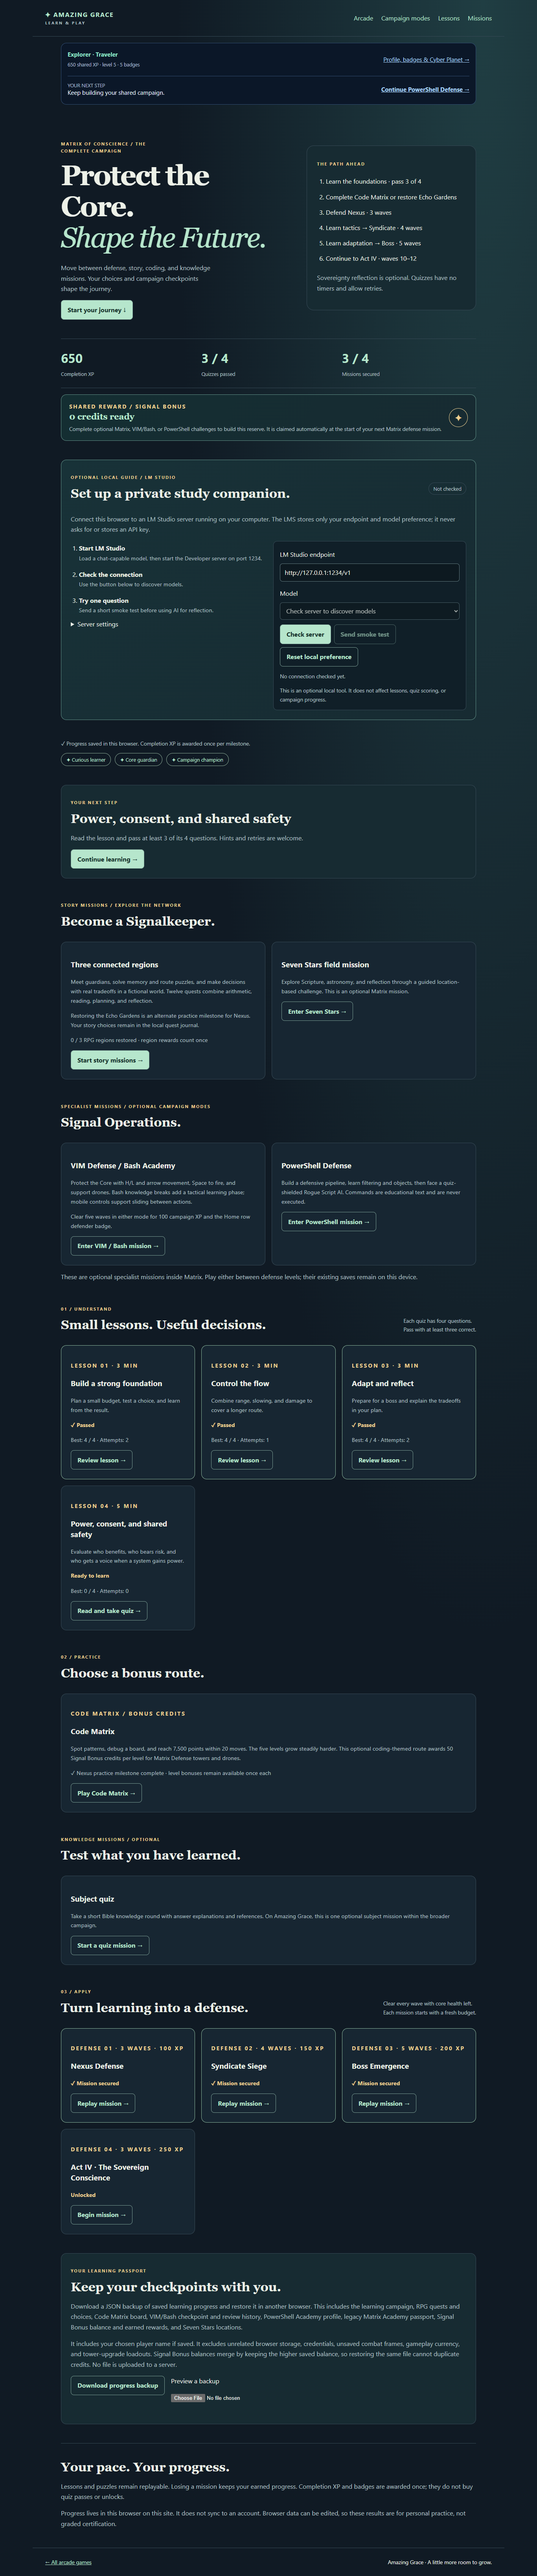 ✦ AMAZING GRACE
LEARN & PLAY
Arcade Campaign modes Lessons Missions
Explorer · Traveler
650 shared XP · level 5 · 5 badges
Profile, badges & Cyber Planet →
YOUR NEXT STEP
Keep building your shared campaign.
Continue PowerShell Defense →
MATRIX OF CONSCIENCE / THE
COMPLETE CAMPAIGN
Protect the
Core.
Shape the Future.
Move between defense, story, coding, and knowledge
missions. Your choices and campaign checkpoints
shape the journey.
Start your journey ↓
THE PATH AHEAD
1. Learn the foundations · pass 3 of 4
2. Complete Code Matrix or restore Echo Gardens
3. Defend Nexus · 3 waves
4. Learn tactics → Syndicate · 4 waves
5. Learn adaptation → Boss · 5 waves
6. Continue to Act IV · waves 10–12
Sovereignty reflection is optional. Quizzes have no
timers and allow retries.
650
Completion XP
3 / 4
Quizzes passed
3 / 4
Missions secured
SHARED REWARD / SIGNAL BONUS
0 credits ready
Complete optional Matrix, VIM/Bash, or PowerShell challenges to build this reserve. It is claimed automatically at the start of your next Matrix defense mission.
✦
OPTIONAL LOCAL GUIDE / LM STUDIO
Set up a private study companion.
Not checked
Connect this browser to an LM Studio server running on your computer. The LMS stores only endpoint and model preference; it never
asks for or stores an API key.
1. Start LM Studio
Load a chat-capable model, then start the Developer server on port 1234.
2. Check the connection
Use the button below to discover models.
3. Try one question
Send a short smoke test before using AI for reflection.
▶ Server settings
LM Studio endpoint
http://127.0.0.1:1234/v1
Model
Check server to discover models
Check server
Send smoke test
Reset local preference
No connection checked yet.
This is an optional local tool. It does not affect lessons, quiz scoring, or
campaign progress.
✓ Progress saved in this browser. Completion XP is awarded once per milestone.
✦ Curious learner
✦ Core guardian
✦ Campaign champion
YOUR NEXT STEP
Power, consent, and shared safety
Read the lesson and pass at least 3 of its 4 questions. Hints and retries are welcome.
Continue learning →
STORY MISSIONS / EXPLORE THE NETWORK
Become a Signalkeeper.
Three connected regions
Meet guardians, solve memory and route puzzles, and make decisions
with real tradeoffs in a fictional world. Twelve quests combine arithmetic,
reading, planning, and reflection.
Restoring the Echo Gardens is an alternate practice milestone for Nexus.
Your story choices remain in the local quest journal.
0 / 3 RPG regions restored · region rewards count once
Start story missions →
Seven Stars field mission
Explore Scripture, astronomy, and reflection through a guided location-
based challenge. This is an optional Matrix mission.
Enter Seven Stars →
SPECIALIST MISSIONS / OPTIONAL CAMPAIGN MODES
Signal Operations.
VIM Defense / Bash Academy
Protect the Core with H/L and arrow movement, Space to fire, and
support drones. Bash knowledge breaks add a tactical learning phase;
mobile controls support sliding between actions.
Clear five waves in either mode for 100 campaign XP and the Home row
defender badge.
Enter VIM / Bash mission →
PowerShell Defense
Build a defensive pipeline, learn filtering and objects, then face a quiz-
shielded Rogue Script AI. Commands are educational text and are never
executed.
Enter PowerShell mission →
These are optional specialist missions inside Matrix. Play either between defense levels; their existing saves remain on this device.
01 / UNDERSTAND
Small lessons. Useful decisions.
Each quiz has four questions.
Pass with at least three correct.
LESSON 01 · 3 MIN
Build a strong foundation
Plan a small budget, test a choice, and learn
from the result.
✓ Passed
Best: 4 / 4 · Attempts: 2
Review lesson →
LESSON 02 · 3 MIN
Control the flow
Combine range, slowing, and damage to
cover a longer route.
✓ Passed
Best: 4 / 4 · Attempts: 1
Review lesson →
LESSON 03 · 3 MIN
Adapt and reflect
Prepare for a boss and explain the tradeoffs
in your plan.
✓ Passed
Best: 4 / 4 · Attempts: 2
Review lesson →
LESSON 04 · 5 MIN
Power, consent, and shared
safety
Evaluate who benefits, who bears risk, and
who gets a voice when a system gains power.
Ready to learn
Best: 0 / 4 · Attempts: 0
Read and take quiz →
02 / PRACTICE
Choose a bonus route.
CODE MATRIX / BONUS CREDITS
Code Matrix
Spot patterns, debug a board, and reach 7,500 points within 20 moves. The five levels grow steadily harder. This optional coding-themed route awards 50
Signal Bonus credits per level for Matrix Defense towers and drones.
✓ Nexus practice milestone complete · level bonuses remain available once each
Play Code Matrix →
KNOWLEDGE MISSIONS / OPTIONAL
Test what you have learned.
Subject quiz
Take a short Bible knowledge round with answer explanations and references. On Amazing Grace, this is one optional subject mission within the broader
campaign.
Start a quiz mission →
03 / APPLY
Turn learning into a defense.
Clear every wave with core health left.
Each mission starts with a fresh budget.
DEFENSE 01 · 3 WAVES · 100 XP
Nexus Defense
✓ Mission secured
Replay mission →
DEFENSE 02 · 4 WAVES · 150 XP
Syndicate Siege
✓ Mission secured
Replay mission →
DEFENSE 03 · 5 WAVES · 200 XP
Boss Emergence
✓ Mission secured
Replay mission →
DEFENSE 04 · 3 WAVES · 250 XP
Act IV · The Sovereign
Conscience
Unlocked
Begin mission →
YOUR LEARNING PASSPORT
Keep your checkpoints with you.
Download a JSON backup of saved learning progress and restore it in another browser. This includes the learning campaign, RPG quests and
choices, Code Matrix board, VIM/Bash checkpoint and review history, PowerShell Academy profile, legacy Matrix Academy passport, Signal
Bonus balance and earned rewards, and Seven Stars locations.
It includes your chosen player name if saved. It excludes unrelated browser storage, credentials, unsaved combat frames, gameplay currency,
and tower-upgrade loadouts. Signal Bonus balances merge by keeping the higher saved balance, so restoring the same file cannot duplicate
credits. No file is uploaded to a server.
Download progress backup
Preview a backup
Choose File No file chosen
Your pace. Your progress.
Lessons and puzzles remain replayable. Losing a mission keeps your earned progress. Completion XP and badges are awarded once; they do not buy
quiz passes or unlocks.
Progress lives in this browser on this site. It does not sync to an account. Browser data can be edited, so these results are for personal practice, not
graded certification.
← All arcade games
Amazing Grace · A little more room to grow.